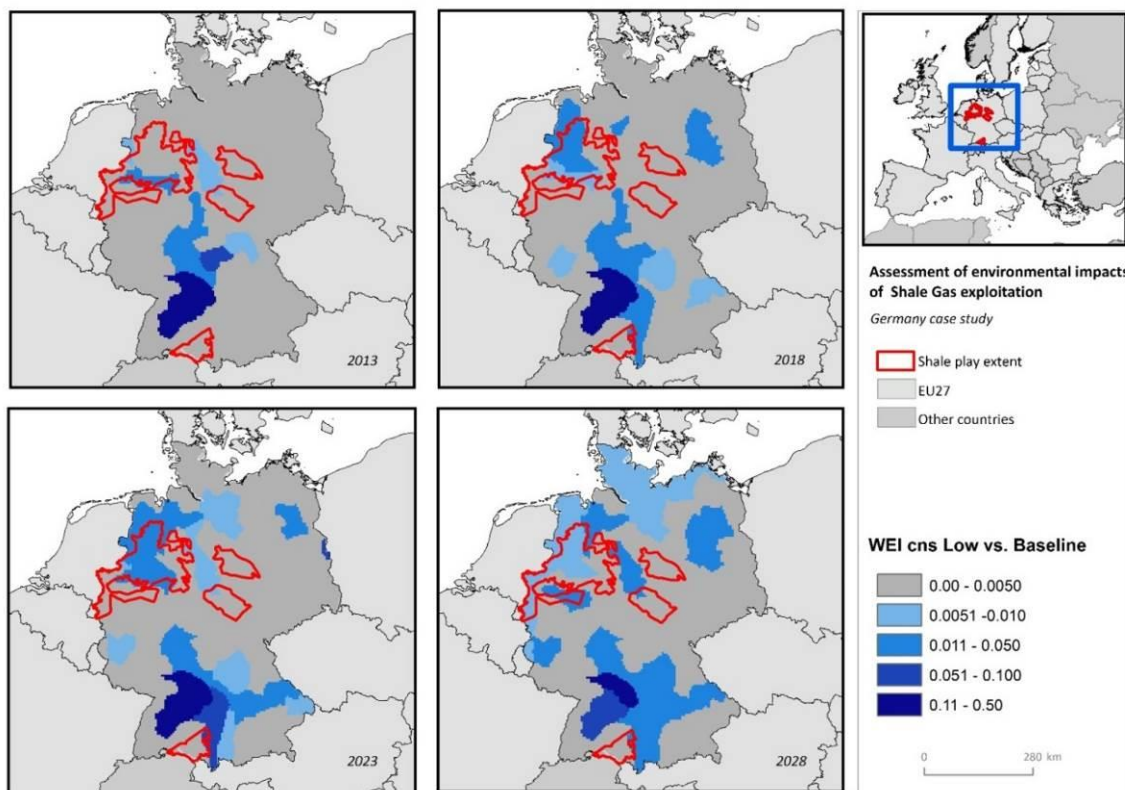 2013
2018
2023
2028
Assessment of environmental impacts
of Shale Gas exploitation
Germany case study
Shale play extent
EU27
Other countries
WEI cns Low vs. Baseline
0.00 - 0.0050
0.0051 -0.010
0.011 - 0.050
0.051 - 0.100
0.11 - 0.50
0 280 km